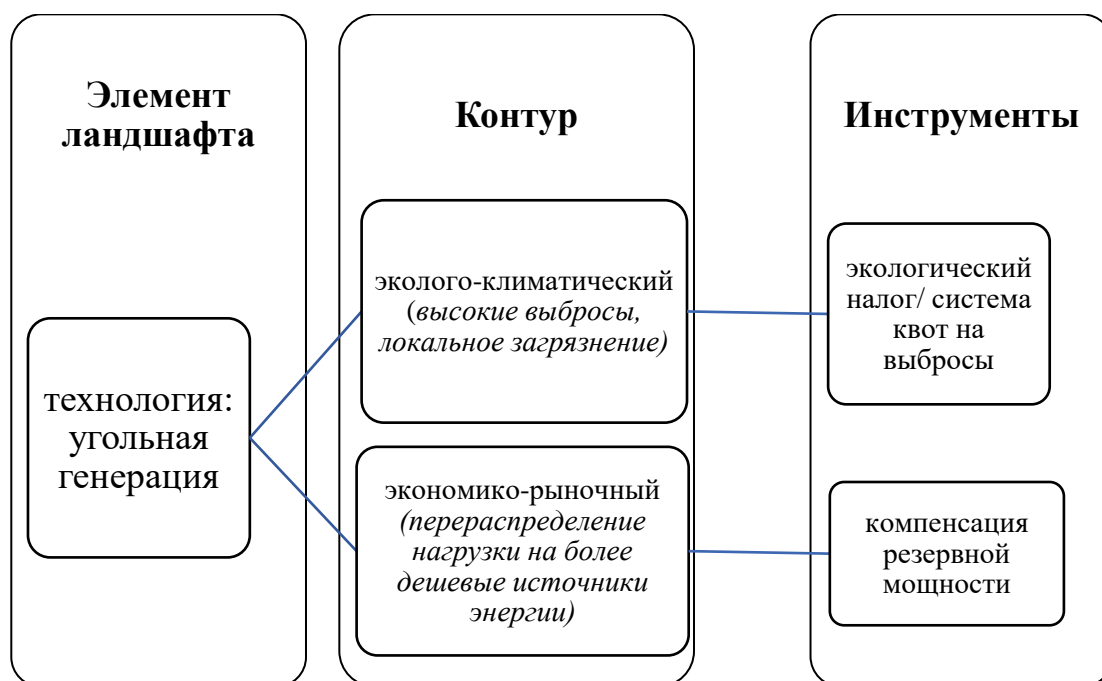 Элемент
ландшафта
технология:
угольная
генерация
Контур
эколого-климатический
(высокие выбросы,
локальное загрязнение)
экономико-рыночный
(перераспределение
нагрузки на более
дешевые источники
энергии)
Инструменты
экологический
налог/ система
квот на
выбросы
компенсация
резервной
мощности